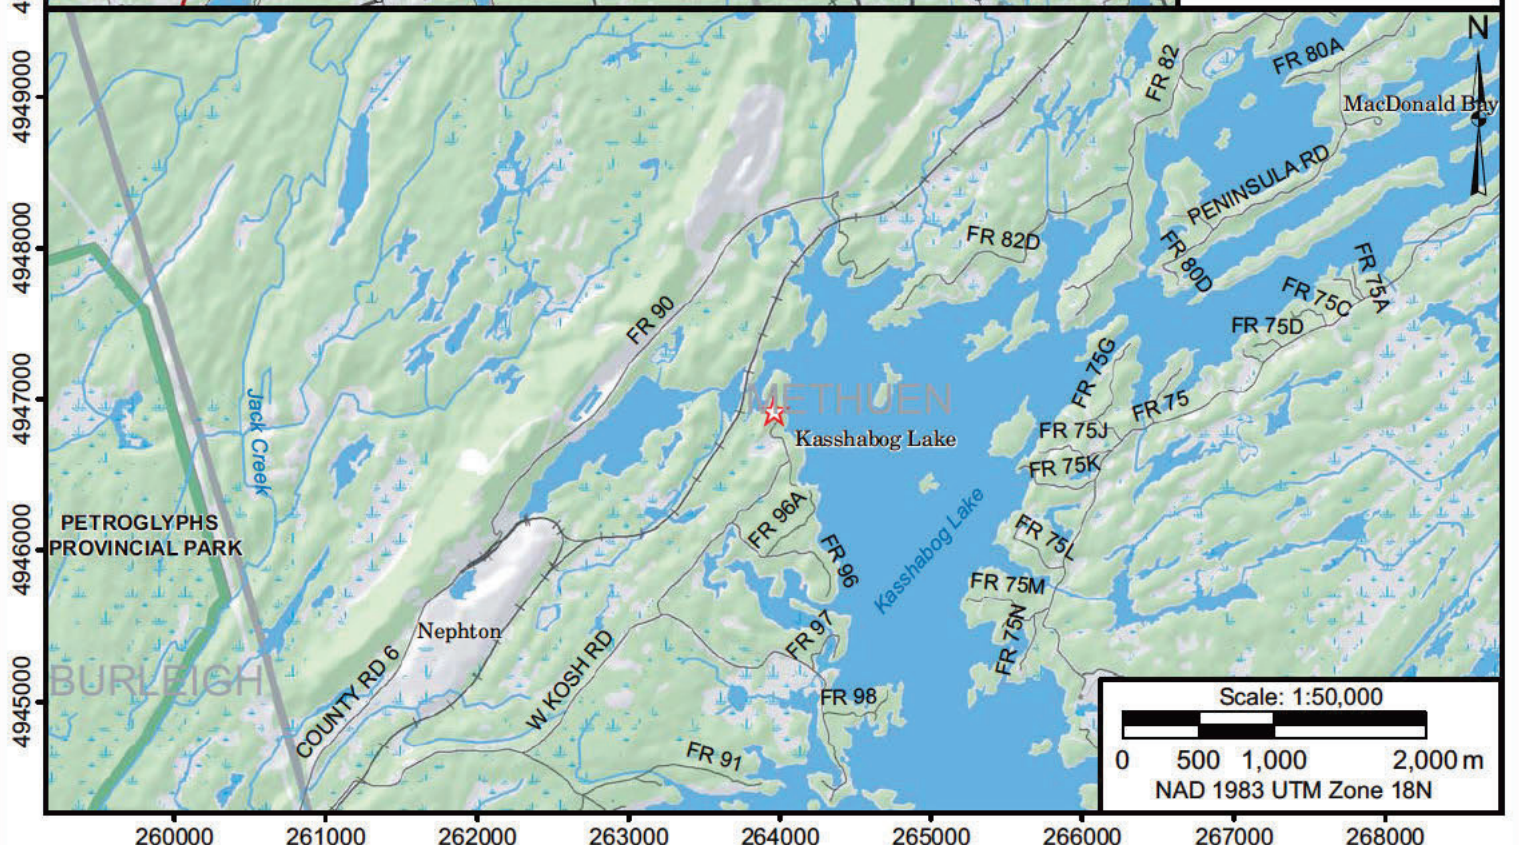 N
FR 82
FR 80A
MacDonald Bay
PENINSULA RD
FR 82D
FR 80D
FR 75A
FR 75C
FR 75D
FR 90
FR 75G
METHUEN
FR 75
Kasshabog Lake
FR 75J
FR 75K
Jack Creek
PETROGLYPHS
PROVINCIAL PARK
FR 96A
FR 96
Kasshabog Lake
FR 75L
FR 75M
FR 75N
Nephton
FR 97
W KOSH RD
COUNTY RD 6
BURLEIGH
FR 98
FR 91
Scale: 1:50,000
0 500 1,000 2,000 m
NAD 1983 UTM Zone 18N
4949000
4948000
4947000
4946000
4945000
260000 261000 262000 263000 264000 265000 266000 267000 268000